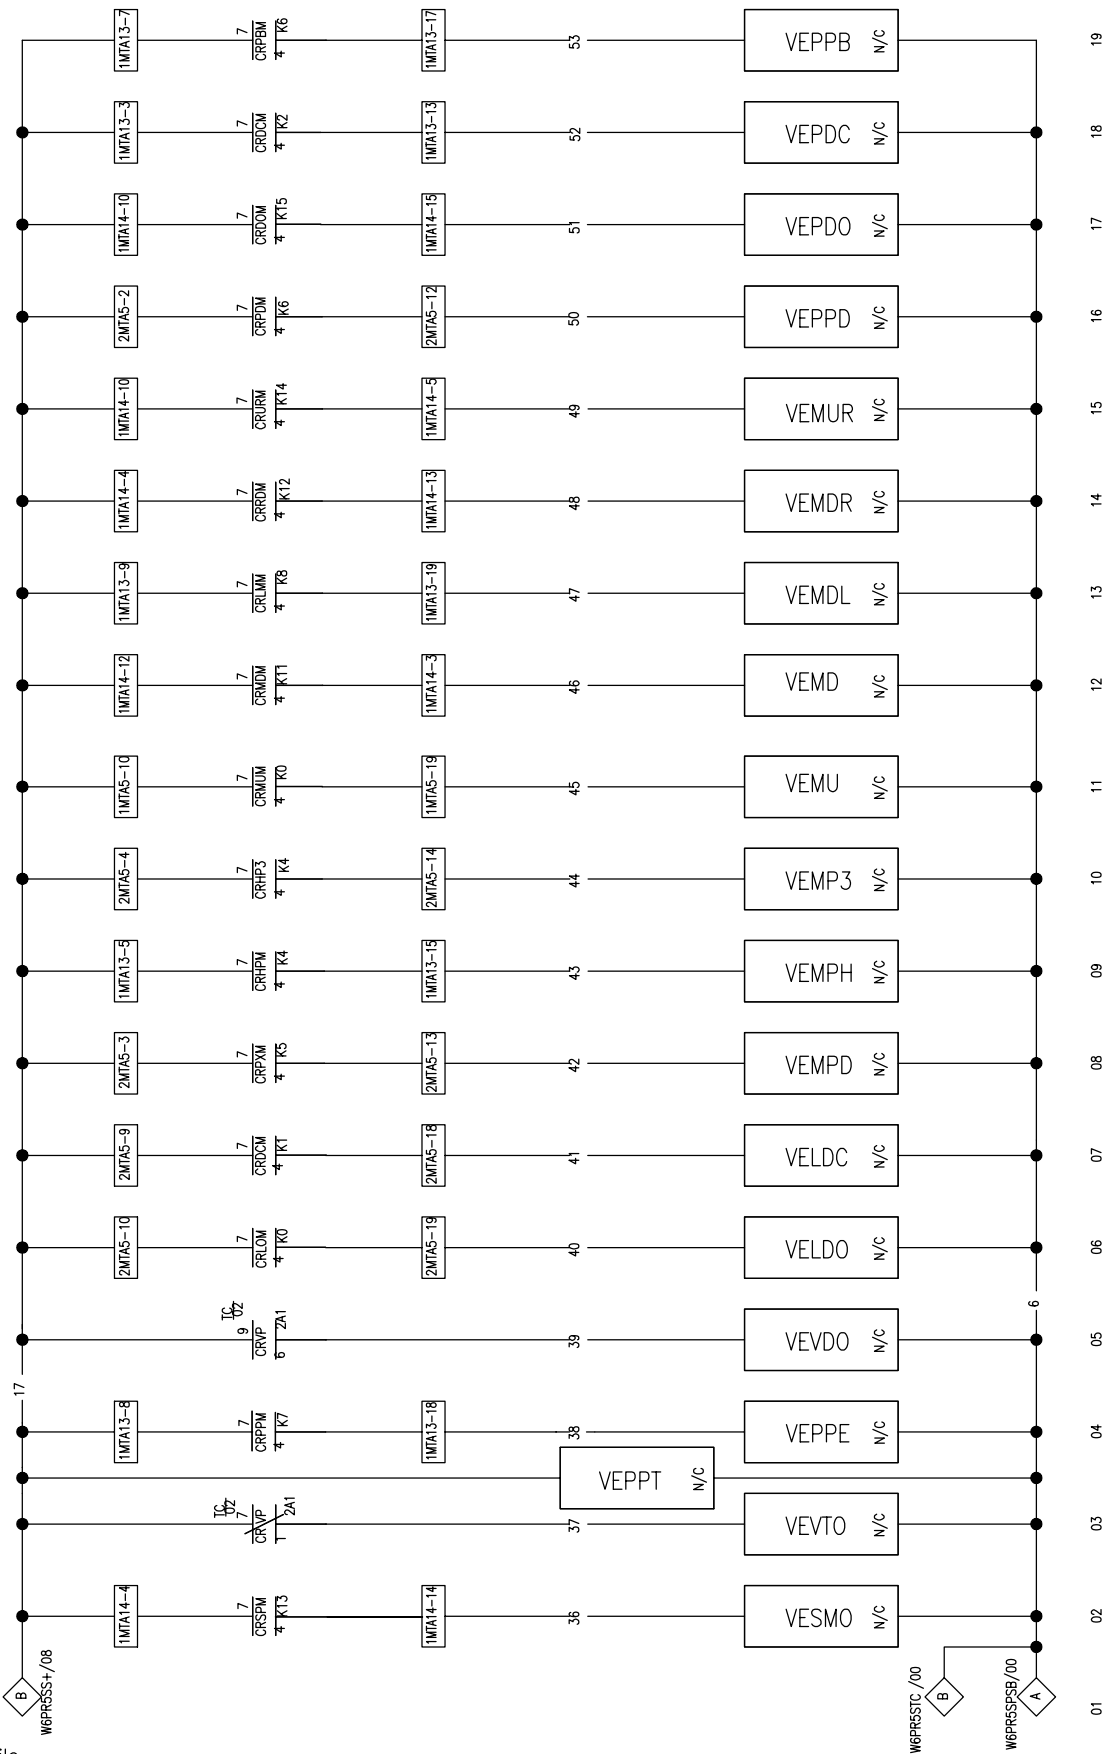 1MTA13-7 7 CRPBM 4 K6 1MTA13-17 53 VEPPB N/C 19
1MTA13-3 7 CRDCM 4 K2 1MTA13-13 52 VEPDC N/C 18
1MTA14-10 7 CRDOM 4 K15 1MTA14-15 51 VEPDO N/C 17
2MTA5-2 7 CRPDM 4 K6 2MTA5-12 50 VEPPD N/C 16
1MTA14-10 7 CRURM 4 K14 1MTA14-5 49 VEMUR N/C 15
1MTA14-4 7 CRRDM 4 K12 1MTA14-13 48 VEMDR N/C 14
1MTA13-9 7 CRLMM 4 K8 1MTA13-19 47 VEMDL N/C 13
1MTA14-12 7 CRMDM 4 K11 1MTA14-3 46 VEMD N/C 12
1MTA5-10 7 CRMUM 4 K0 1MTA5-19 45 VEMU N/C 11
2MTA5-4 7 CRHP3 4 K4 2MTA5-14 44 VEMP3 N/C 10
1MTA13-5 7 CRHPM 4 K4 1MTA13-15 43 VEMPH N/C 09
2MTA5-3 7 CRPXM 4 K5 2MTA5-13 42 VEMPD N/C 08
2MTA5-9 7 CRDCM 4 K1 2MTA5-18 41 VELDC N/C 07
2MTA5-10 7 CRLOM 4 K0 2MTA5-19 40 VELDO N/C 06
6
TC 02 9 CRVP 6 2A1 39 VEVDO N/C 05
17
1MTA13-8 7 CRPPM 4 K7 1MTA13-18 38 VEPPE N/C 04
VEPPT N/C
TC 02 7 CRVP 1 2A1 37 VEVTO N/C 03
1MTA14-4 7 CRSPM 4 K13 1MTA14-14 36 VESMO N/C 02
B W6PR5SS+/08
W6PR5STC /00 B
W6PR5SPSB/00 A
01